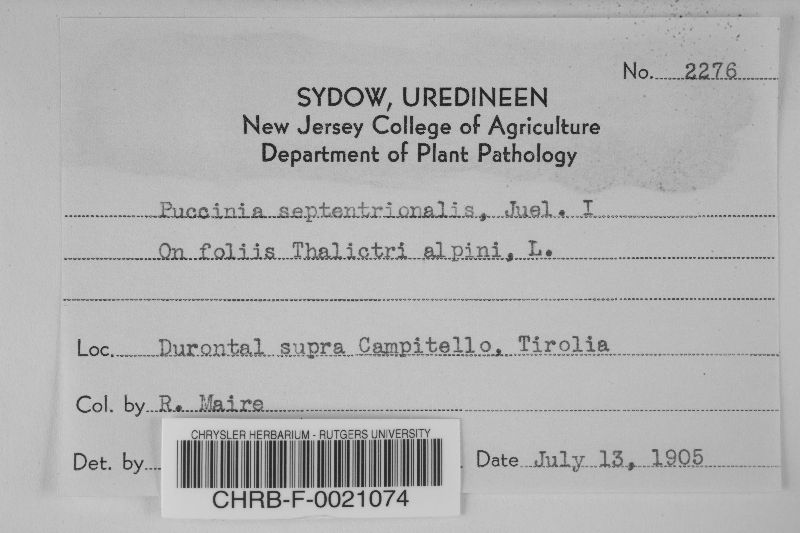 No. 2276
SYDOW, UREDINEEN
New Jersey College of Agriculture
Department of Plant Pathology
Puccinia septentrionalis, Juel. I
On foliis Thalictri alpini, L.
Loc. Durontal supra Campitello, Tirolia
Col. by R. Maire
Det. by Date July 13, 1905
CHRYSLER HERBARIUM - RUTGERS UNIVERSITY
CHRB-F-0021074